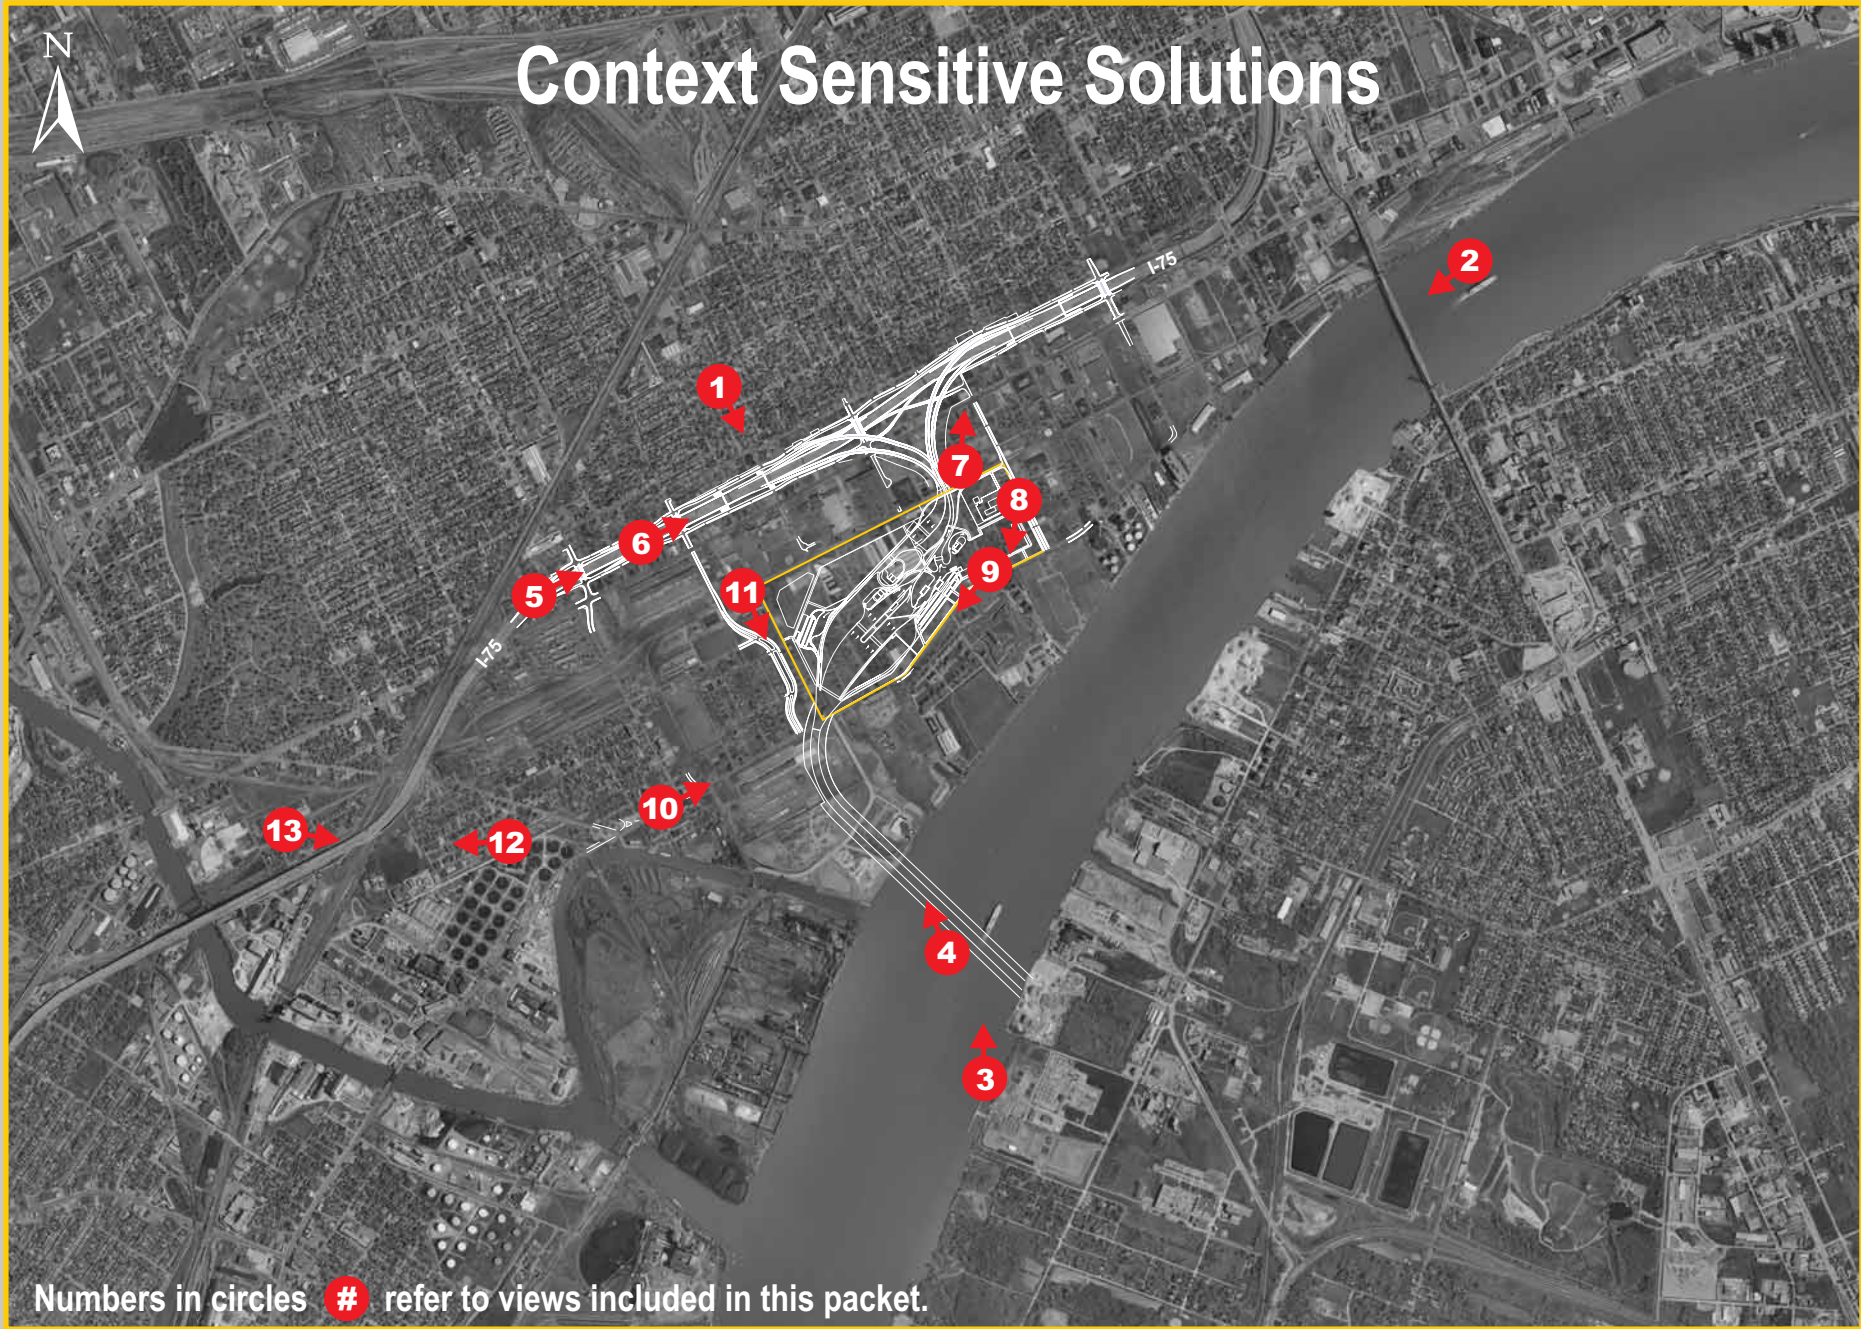 N
Context Sensitive Solutions
2
I-75
1
7
8
6
9
5
11
I-75
10
13
12
4
3
Numbers in circles # refer to views included in this packet.